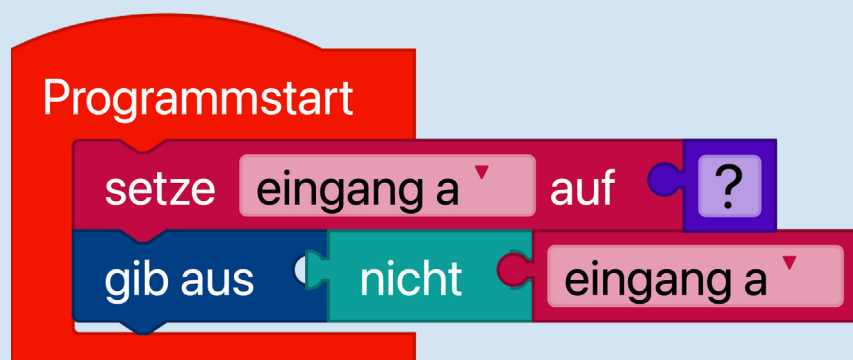 Programmstart
setze eingang a auf ?
gib aus nicht eingang a